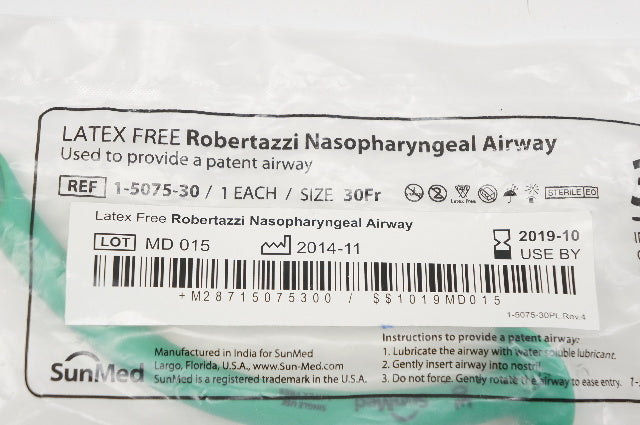 LATEX FREE Robertazzi Nasopharyngeal Airway
Used to provide a patent airway
REF 1-5075-30 / 1 EACH / SIZE 30Fr
Latex Free
STERILE EO
Latex Free Robertazzi Nasopharyngeal Airway
LOT MD 015 2014-11 2019-10
USE BY
+M28715075300 / $$1019MD015
1-5075-30PL Rev.4
SunMed
Manufactured in India for SunMed
Largo, Florida, U.S.A., www.Sun-Med.com
SunMed is a registered trademark in the U.S.A.
Instructions to provide a patent airway:
1. Lubricate the airway with water soluble lubricant.
2. Gently insert airway into nostril
3. Do not force. Gently rotate the airway to ease entry.